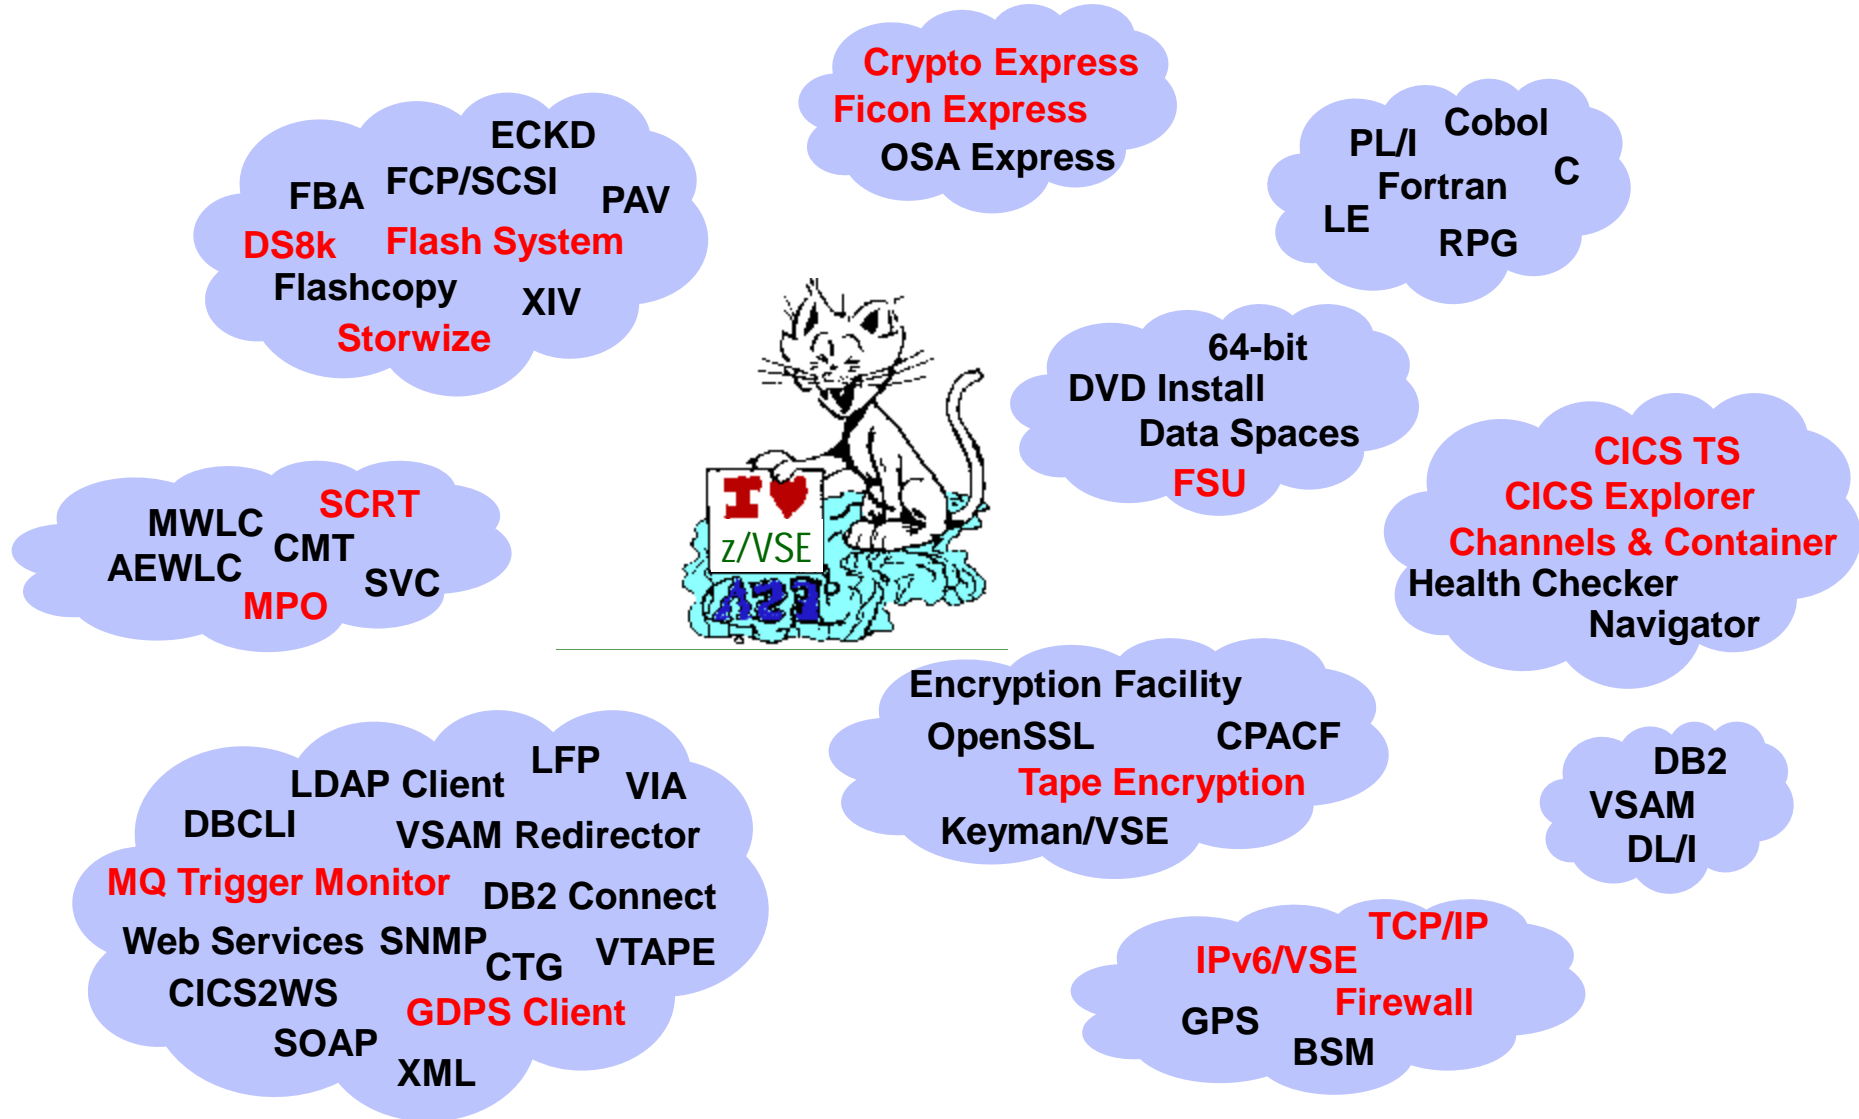 Crypto Express
Ficon Express
OSA Express
ECKD
FCP/SCSI
FBA
PAV
DS8k
Flash System
Flashcopy
XIV
Storwize
Cobol
PL/I
C
Fortran
LE
RPG
64-bit
DVD Install
Data Spaces
FSU
CICS TS
CICS Explorer
Channels & Container
Health Checker
Navigator
SCRT
MWLC
CMT
AEWLC
SVC
MPO
I ♥
z/VSE
Encryption Facility
OpenSSL
CPACF
Tape Encryption
Keyman/VSE
DB2
VSAM
DL/I
LFP
LDAP Client
VIA
DBCLI
VSAM Redirector
MQ Trigger Monitor
DB2 Connect
Web Services
SNMP
VTAPE
CTG
CICS2WS
GDPS Client
SOAP
XML
TCP/IP
IPv6/VSE
Firewall
GPS
BSM